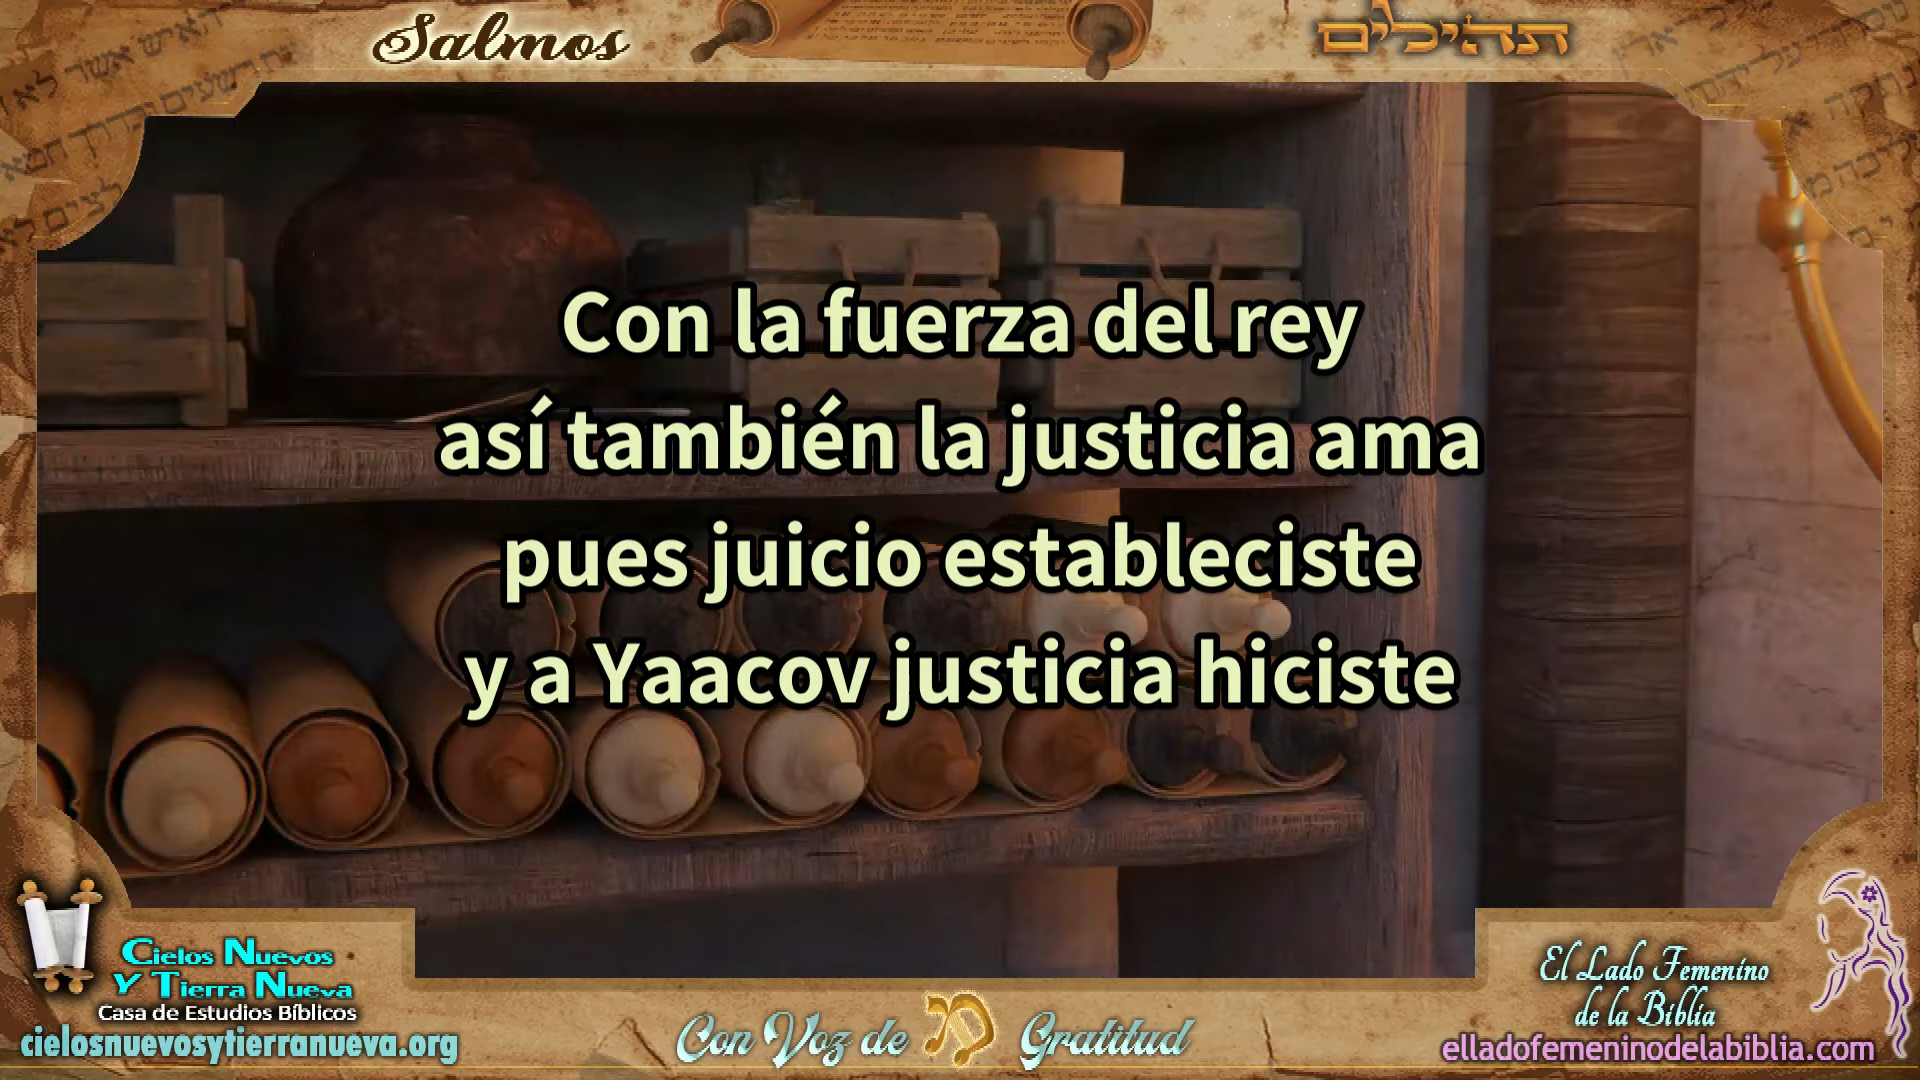 Salmos
תהילים
Con la fuerza del rey
así también la justicia ama
pues juicio estableciste
y a Yaacov justicia hiciste
Cielos Nuevos
Y Tierra Nueva
Casa de Estudios Bíblicos
cielosnuevosytierranueva.org
Con Voz de Gratitud
El Lado Femenino
de la Biblia
elladofemeninodelabiblia.com